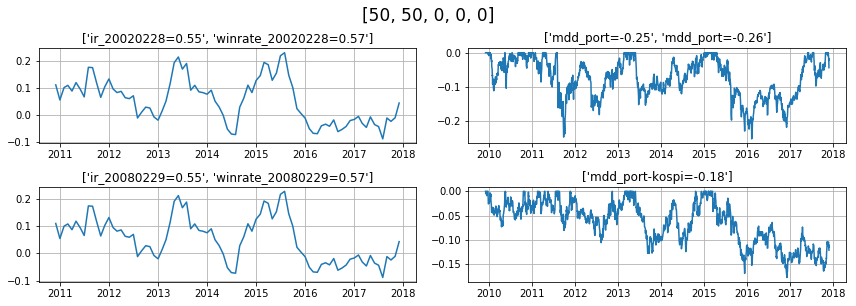 [50, 50, 0, 0, 0]
['ir_20020228=0.55', 'winrate_20020228=0.57']
0.2
0.1
0.0
−0.1
2011 2012 2013 2014 2015 2016 2017 2018
['mdd_port=-0.25', 'mdd_port=-0.26']
0.0
−0.1
−0.2
2010 2011 2012 2013 2014 2015 2016 2017 2018
['ir_20080229=0.55', 'winrate_20080229=0.57']
0.2
0.1
0.0
−0.1
2011 2012 2013 2014 2015 2016 2017 2018
['mdd_port-kospi=-0.18']
0.00
−0.05
−0.10
−0.15
2010 2011 2012 2013 2014 2015 2016 2017 2018